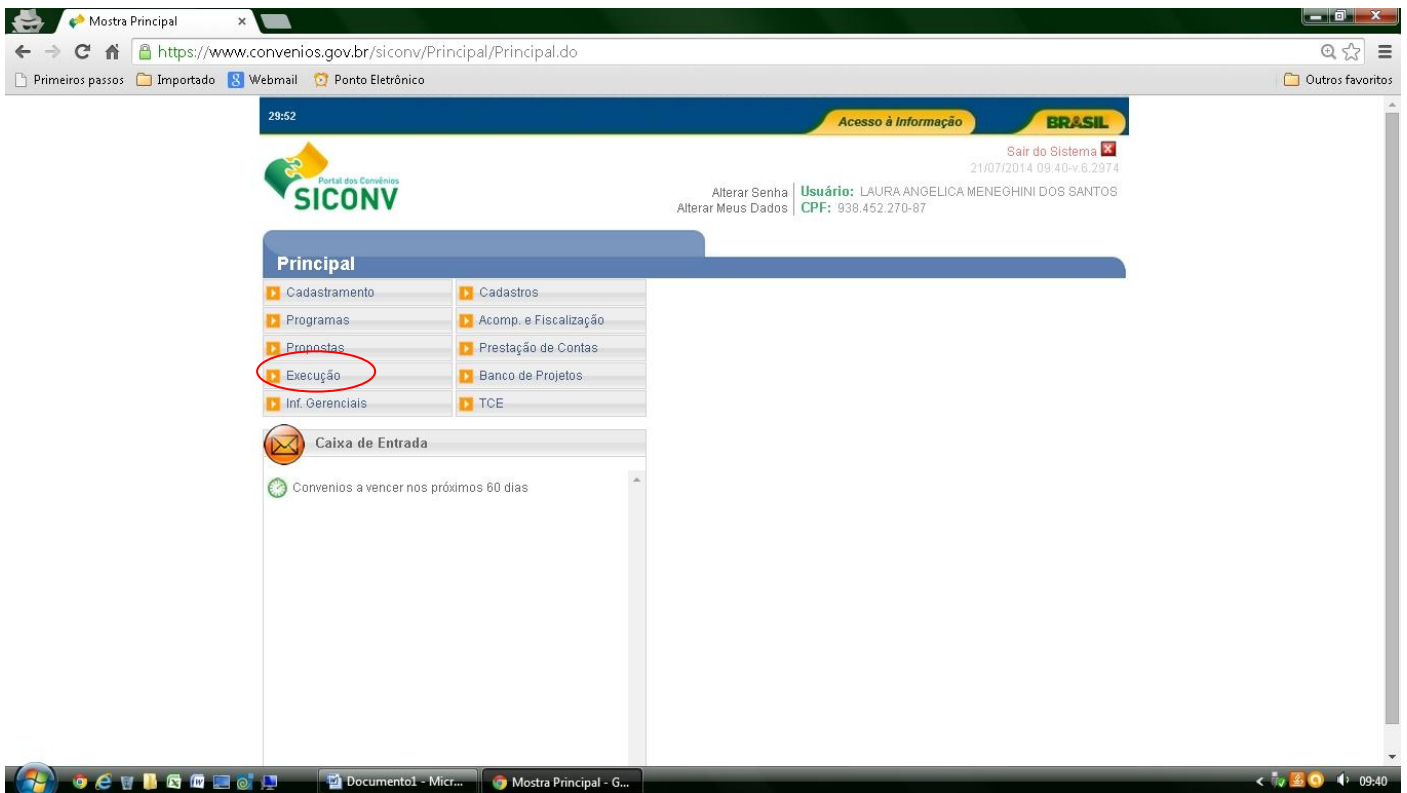 Mostra Principal
https://www.convenios.gov.br/siconv/Principal/Principal.do
Primeiros passos Importado Webmail Ponto Eletrônico Outros favoritos
29:52 Acesso à Informação BRASIL
Sair do Sistema
21/07/2014 09:40-v.6.2974
Portal dos Convênios
SICONV
Alterar Senha Usuário: LAURA ANGELICA MENEGHINI DOS SANTOS
Alterar Meus Dados CPF: 938.452.270-87
Principal
Cadastramento Cadastros
Programas Acomp. e Fiscalização
Propostas Prestação de Contas
Execução Banco de Projetos
Inf. Gerenciais TCE
Caixa de Entrada
Convenios a vencer nos próximos 60 dias
Documento1 - Micr... Mostra Principal - G... 09:40